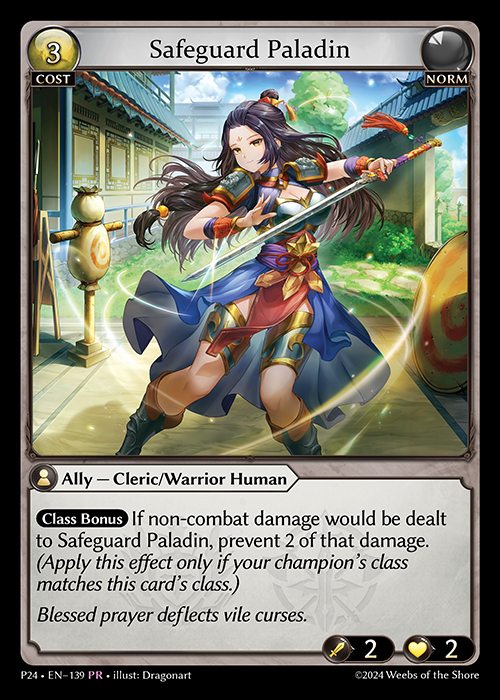 3
Safeguard Paladin
COST
NORM
Ally — Cleric/Warrior Human
Class Bonus If non-combat damage would be dealt
to Safeguard Paladin, prevent 2 of that damage.
(Apply this effect only if your champion's class
matches this card's class.)
Blessed prayer deflects vile curses.
2
2
P24 • EN–139 PR • illust: Dragonart
©2024 Weebs of the Shore